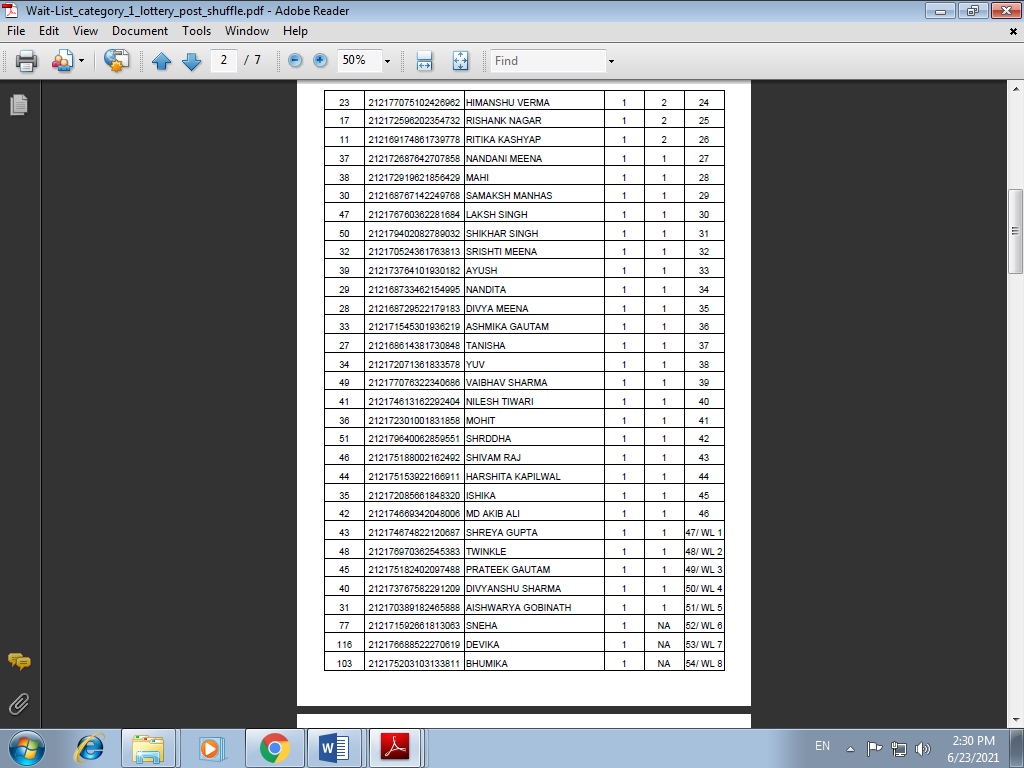 Wait-List_category_1_lottery_post_shuffle.pdf - Adobe Reader
File Edit View Document Tools Window Help
2 / 7 50% Find
23 212177075102426962 HIMANSHU VERMA 1 2 24
17 212172596202354732 RISHANK NAGAR 1 2 25
11 212169174861739778 RITIKA KASHYAP 1 2 26
37 212172687642707858 NANDANI MEENA 1 1 27
38 212172919621856429 MAHI 1 1 28
30 212168767142249768 SAMAKSH MANHAS 1 1 29
47 212176760362281684 LAKSH SINGH 1 1 30
50 212179402082789032 SHIKHAR SINGH 1 1 31
32 212170524361763813 SRISHTI MEENA 1 1 32
39 212173764101930182 AYUSH 1 1 33
29 212168733462154995 NANDITA 1 1 34
28 212168729522179183 DIVYA MEENA 1 1 35
33 212171545301936219 ASHMIKA GAUTAM 1 1 36
27 212168614381730848 TANISHA 1 1 37
34 212172071361833578 YUV 1 1 38
49 212177076322340686 VAIBHAV SHARMA 1 1 39
41 212174613162292404 NILESH TIWARI 1 1 40
36 212172301001831858 MOHIT 1 1 41
51 212179640062859551 SHRDDHA 1 1 42
46 212175188002162492 SHIVAM RAJ 1 1 43
44 212175153922166911 HARSHITA KAPILWAL 1 1 44
35 212172085661848320 ISHIKA 1 1 45
42 212174669342048006 MD AKIB ALI 1 1 46
43 212174674822120687 SHREYA GUPTA 1 1 47/ WL 1
48 212176970362545383 TWINKLE 1 1 48/ WL 2
45 212175182402097488 PRATEEK GAUTAM 1 1 49/ WL 3
40 212173767582291209 DIVYANSHU SHARMA 1 1 50/ WL 4
31 212170389182465888 AISHWARYA GOBINATH 1 1 51/ WL 5
77 212171592661813063 SNEHA 1 NA 52/ WL 6
116 212176688522270619 DEVIKA 1 NA 53/ WL 7
103 212175203103133811 BHUMIKA 1 NA 54/ WL 8
EN 2:30 PM
6/23/2021